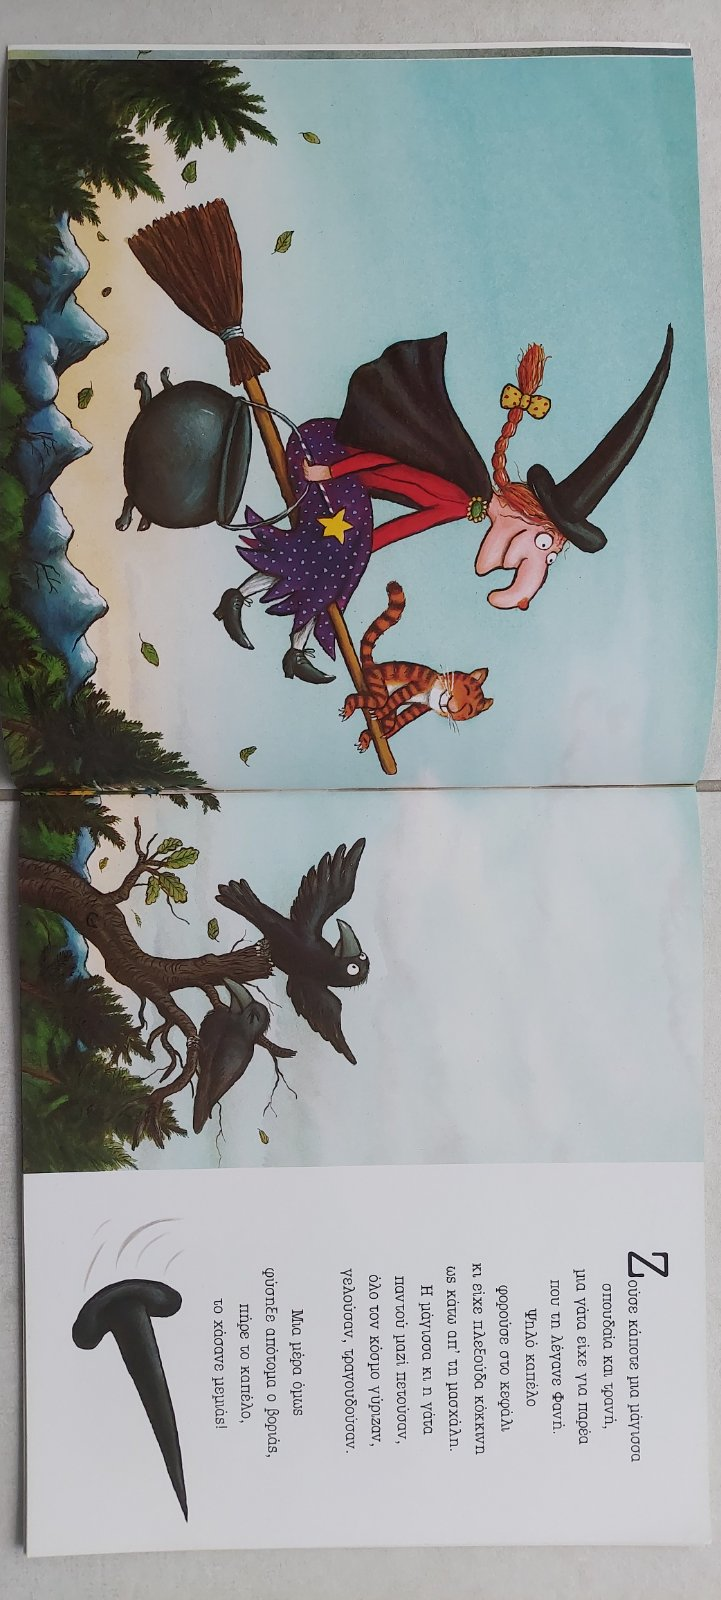 Ζούσε κάποτε μια μάγισσα
σπουδαία και τρανή,
μια γάτα είχε για παρέα
που τη λέγανε Φανή.
Ψηλό καπέλο
φορούσε στο κεφάλι
κι είχε πλεξούδα κόκκινη
ως κάτω απ' τη μασχάλη.
Η μάγισσα κι η γάτα
παντού μαζί πετούσαν,
όλο τον κόσμο γύριζαν,
γελούσαν, τραγουδούσαν.
Μια μέρα όμως
φύσηξε απότομα ο βοριάς,
πήρε το καπέλο,
το χάσανε μεμιάς!